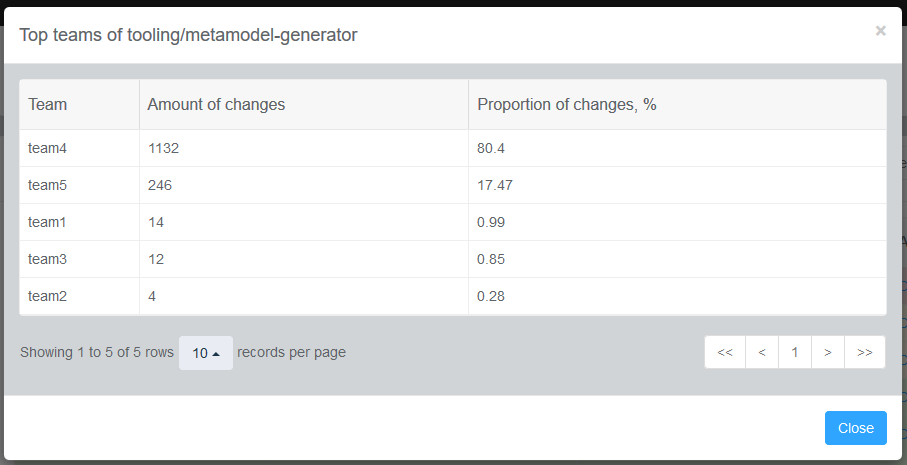 Top teams of tooling/metamodel-generator ×
Team Amount of changes Proportion of changes, %
team4 1132 80.4
team5 246 17.47
team1 14 0.99
team3 12 0.85
team2 4 0.28
Showing 1 to 5 of 5 rows 10 records per page << < 1 > >>
Close